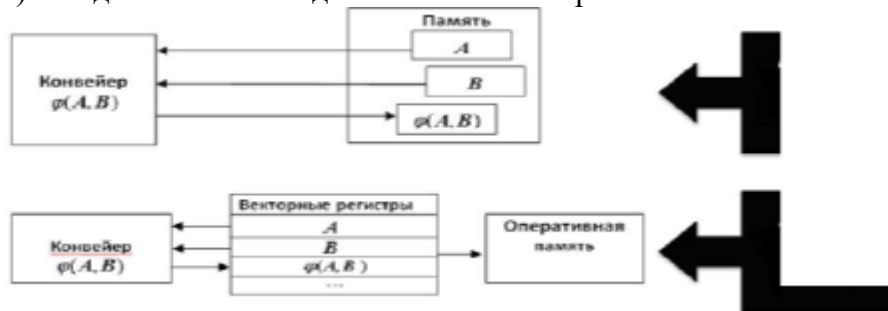 Память
A
Конвейер
B
φ(A, B)
φ(A, B)
Векторные регистры
A
Оперативная
Конвейер
B
память
φ(A, B)
φ(A, B)
...